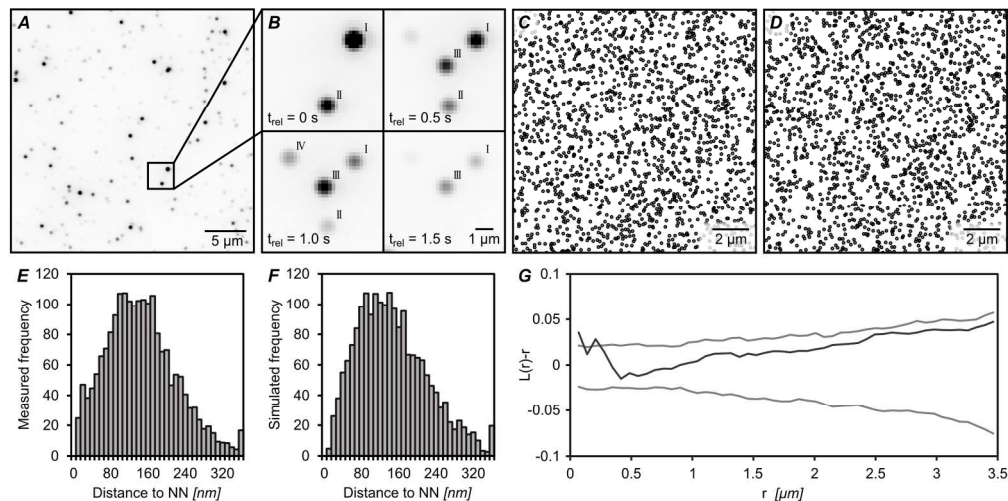 A
5 µm
B
I
II
t_rel = 0 s
I
III
II
t_rel = 0.5 s
IV
I
III
II
t_rel = 1.0 s
I
III
t_rel = 1.5 s
1 µm
C
2 µm
D
2 µm
E
Measured frequency
120
100
80
60
40
20
0
0 80 160 240 320
Distance to NN [nm]
F
Simulated frequency
120
100
80
60
40
20
0
0 80 160 240 320
Distance to NN [nm]
G
L(r)-r
0.1
0.05
0
-0.05
-0.1
0 0.5 1 1.5 2 2.5 3 3.5
r [µm]